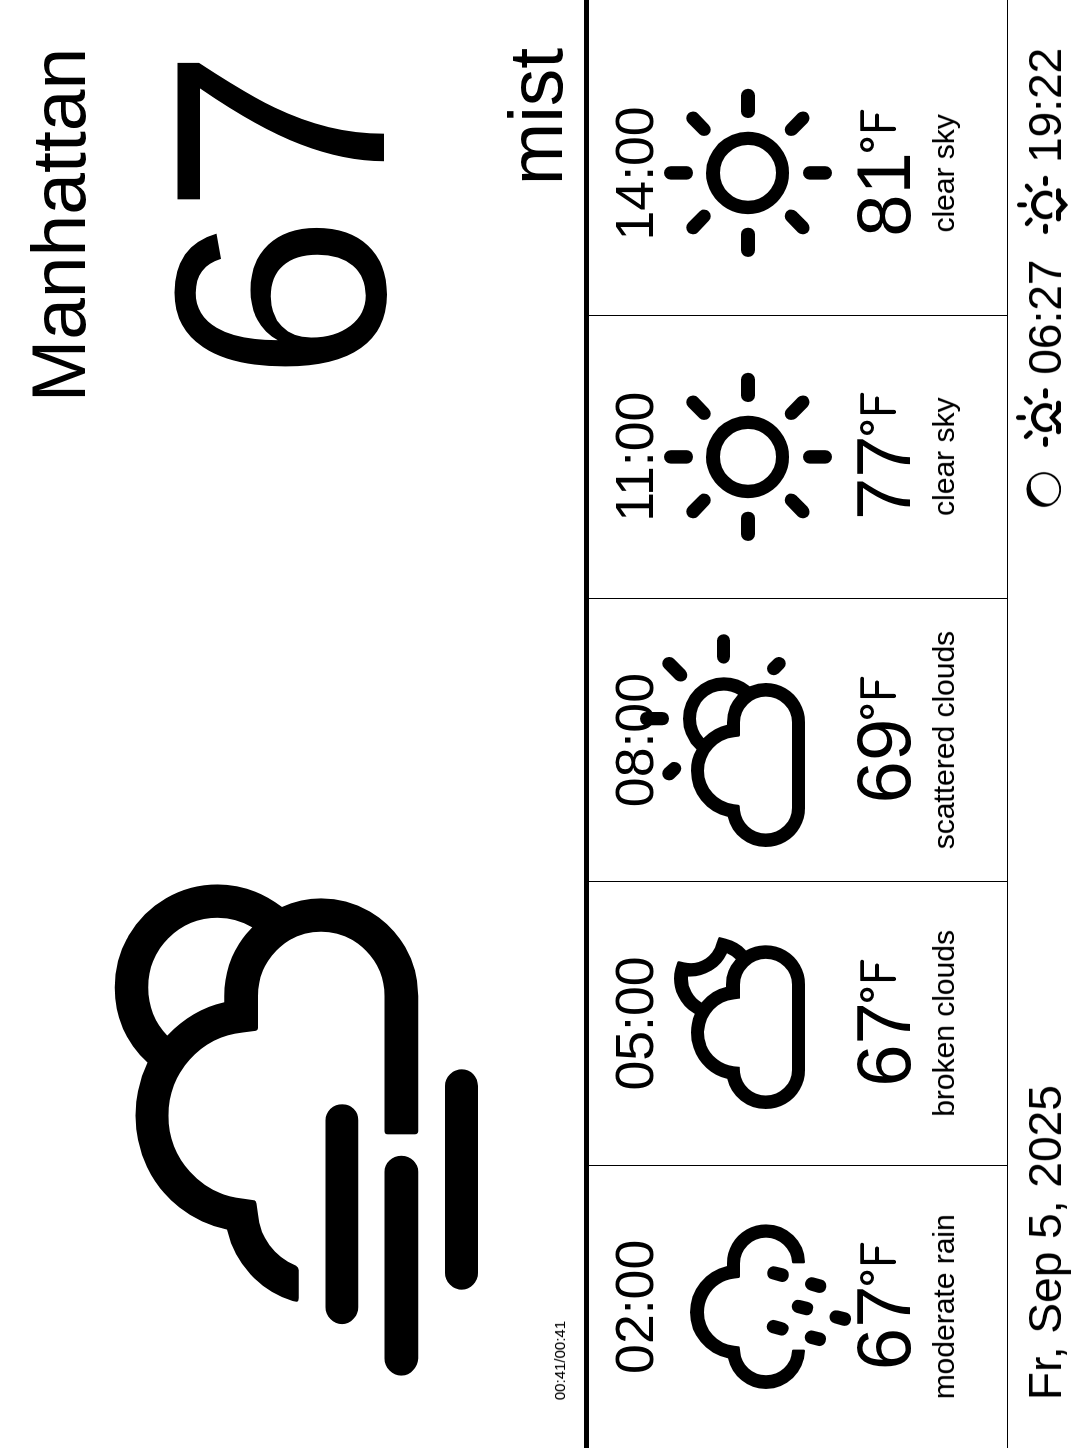 Manhattan
67
mist
00:41/00:41
02:00 05:00 08:00 11:00 14:00
67°F 67°F 69°F 77°F 81°F
moderate rain broken clouds scattered clouds clear sky clear sky
Fr, Sep 5, 2025 06:27 19:22